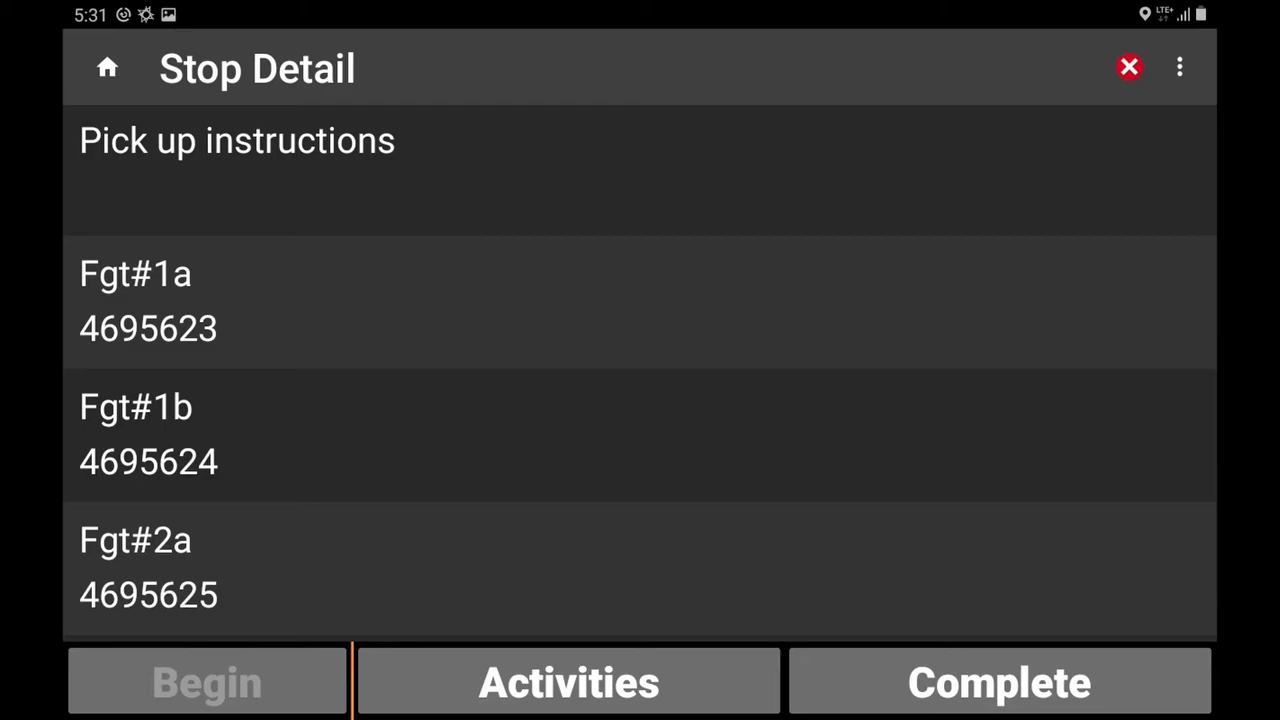 5:31 LTE+
Stop Detail
Pick up instructions
Fgt#1a
4695623
Fgt#1b
4695624
Fgt#2a
4695625
Begin Activities Complete